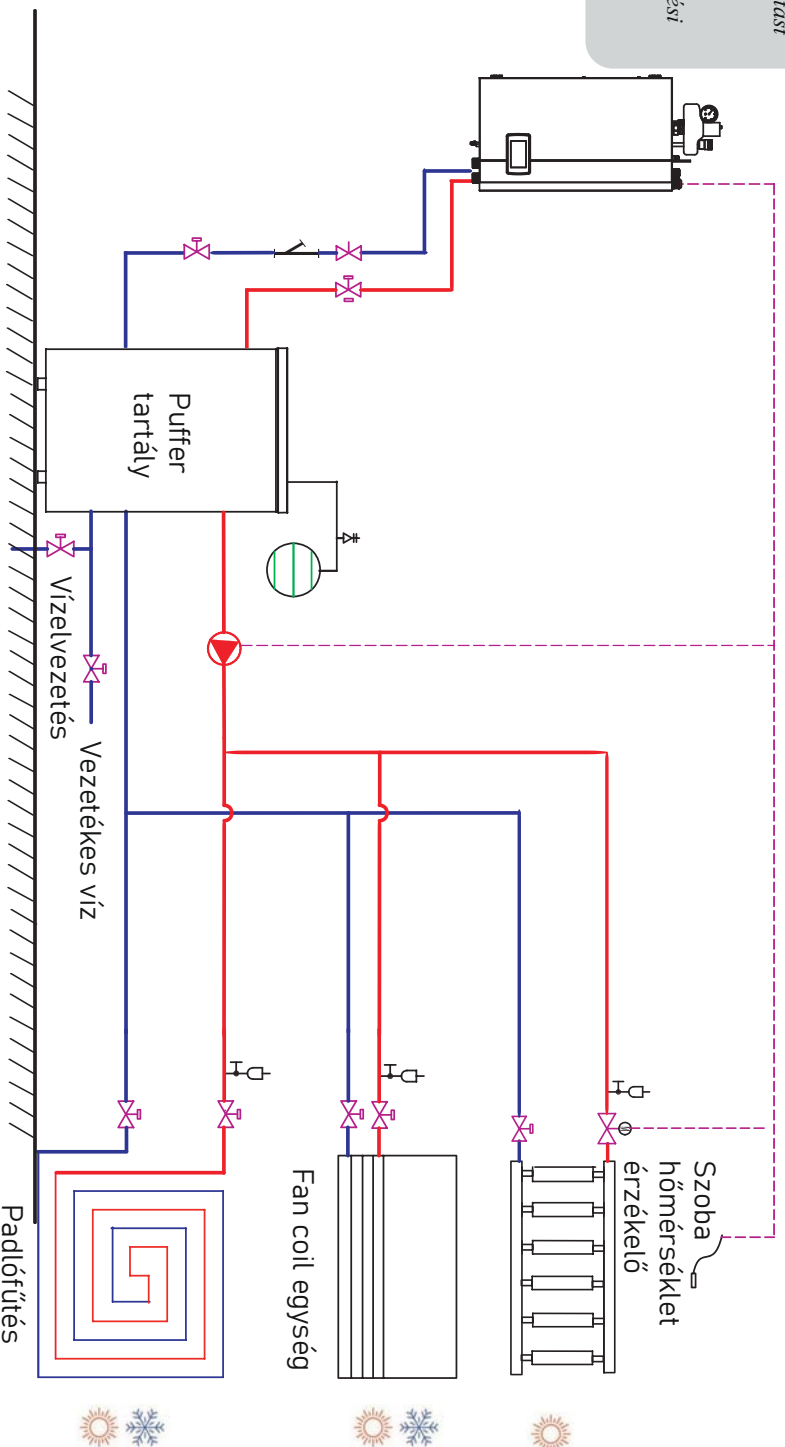 Puffer
tartály
Vízelvezetés
Vezetékes víz
Szoba
hőmérséklet
érzékelő
Fan coil egység
Padlófűtés